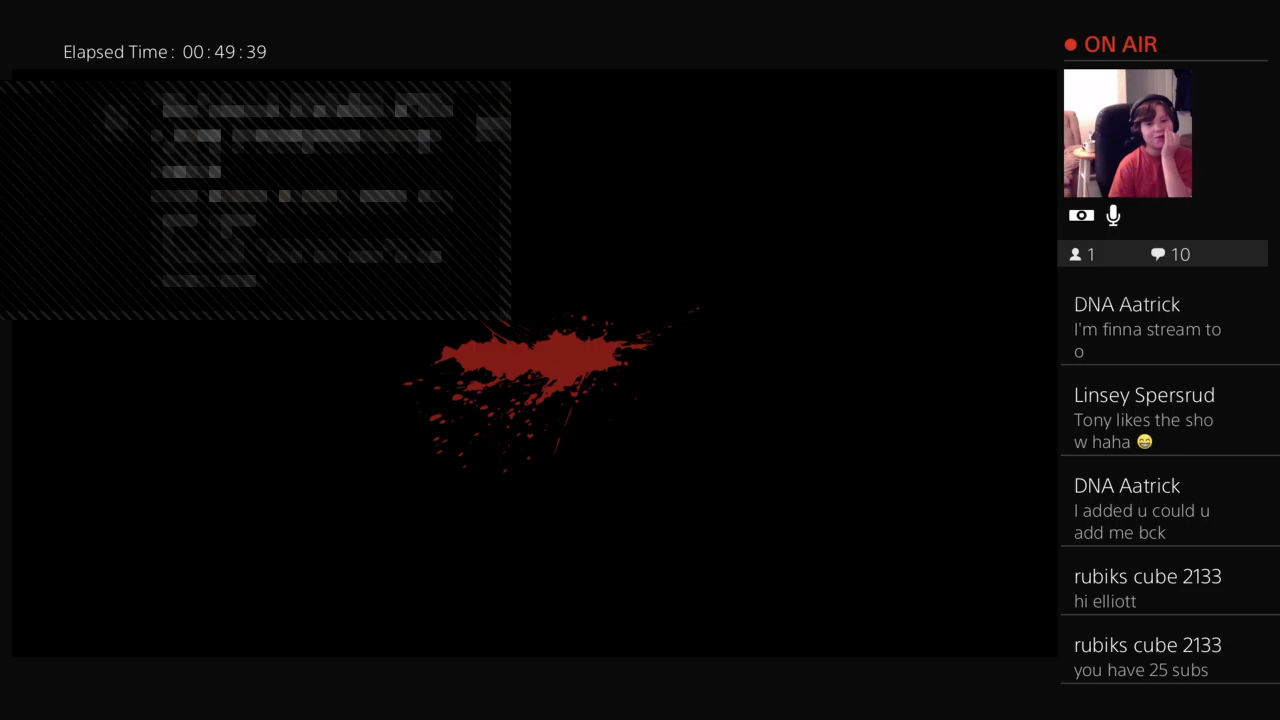 Elapsed Time: 00:49:39
ON AIR
1
10
DNA Aatrick
I'm finna stream to
o
Linsey Spersrud
Tony likes the sho
w haha 😁
DNA Aatrick
I added u could u
add me bck
rubiks cube 2133
hi elliott
rubiks cube 2133
you have 25 subs